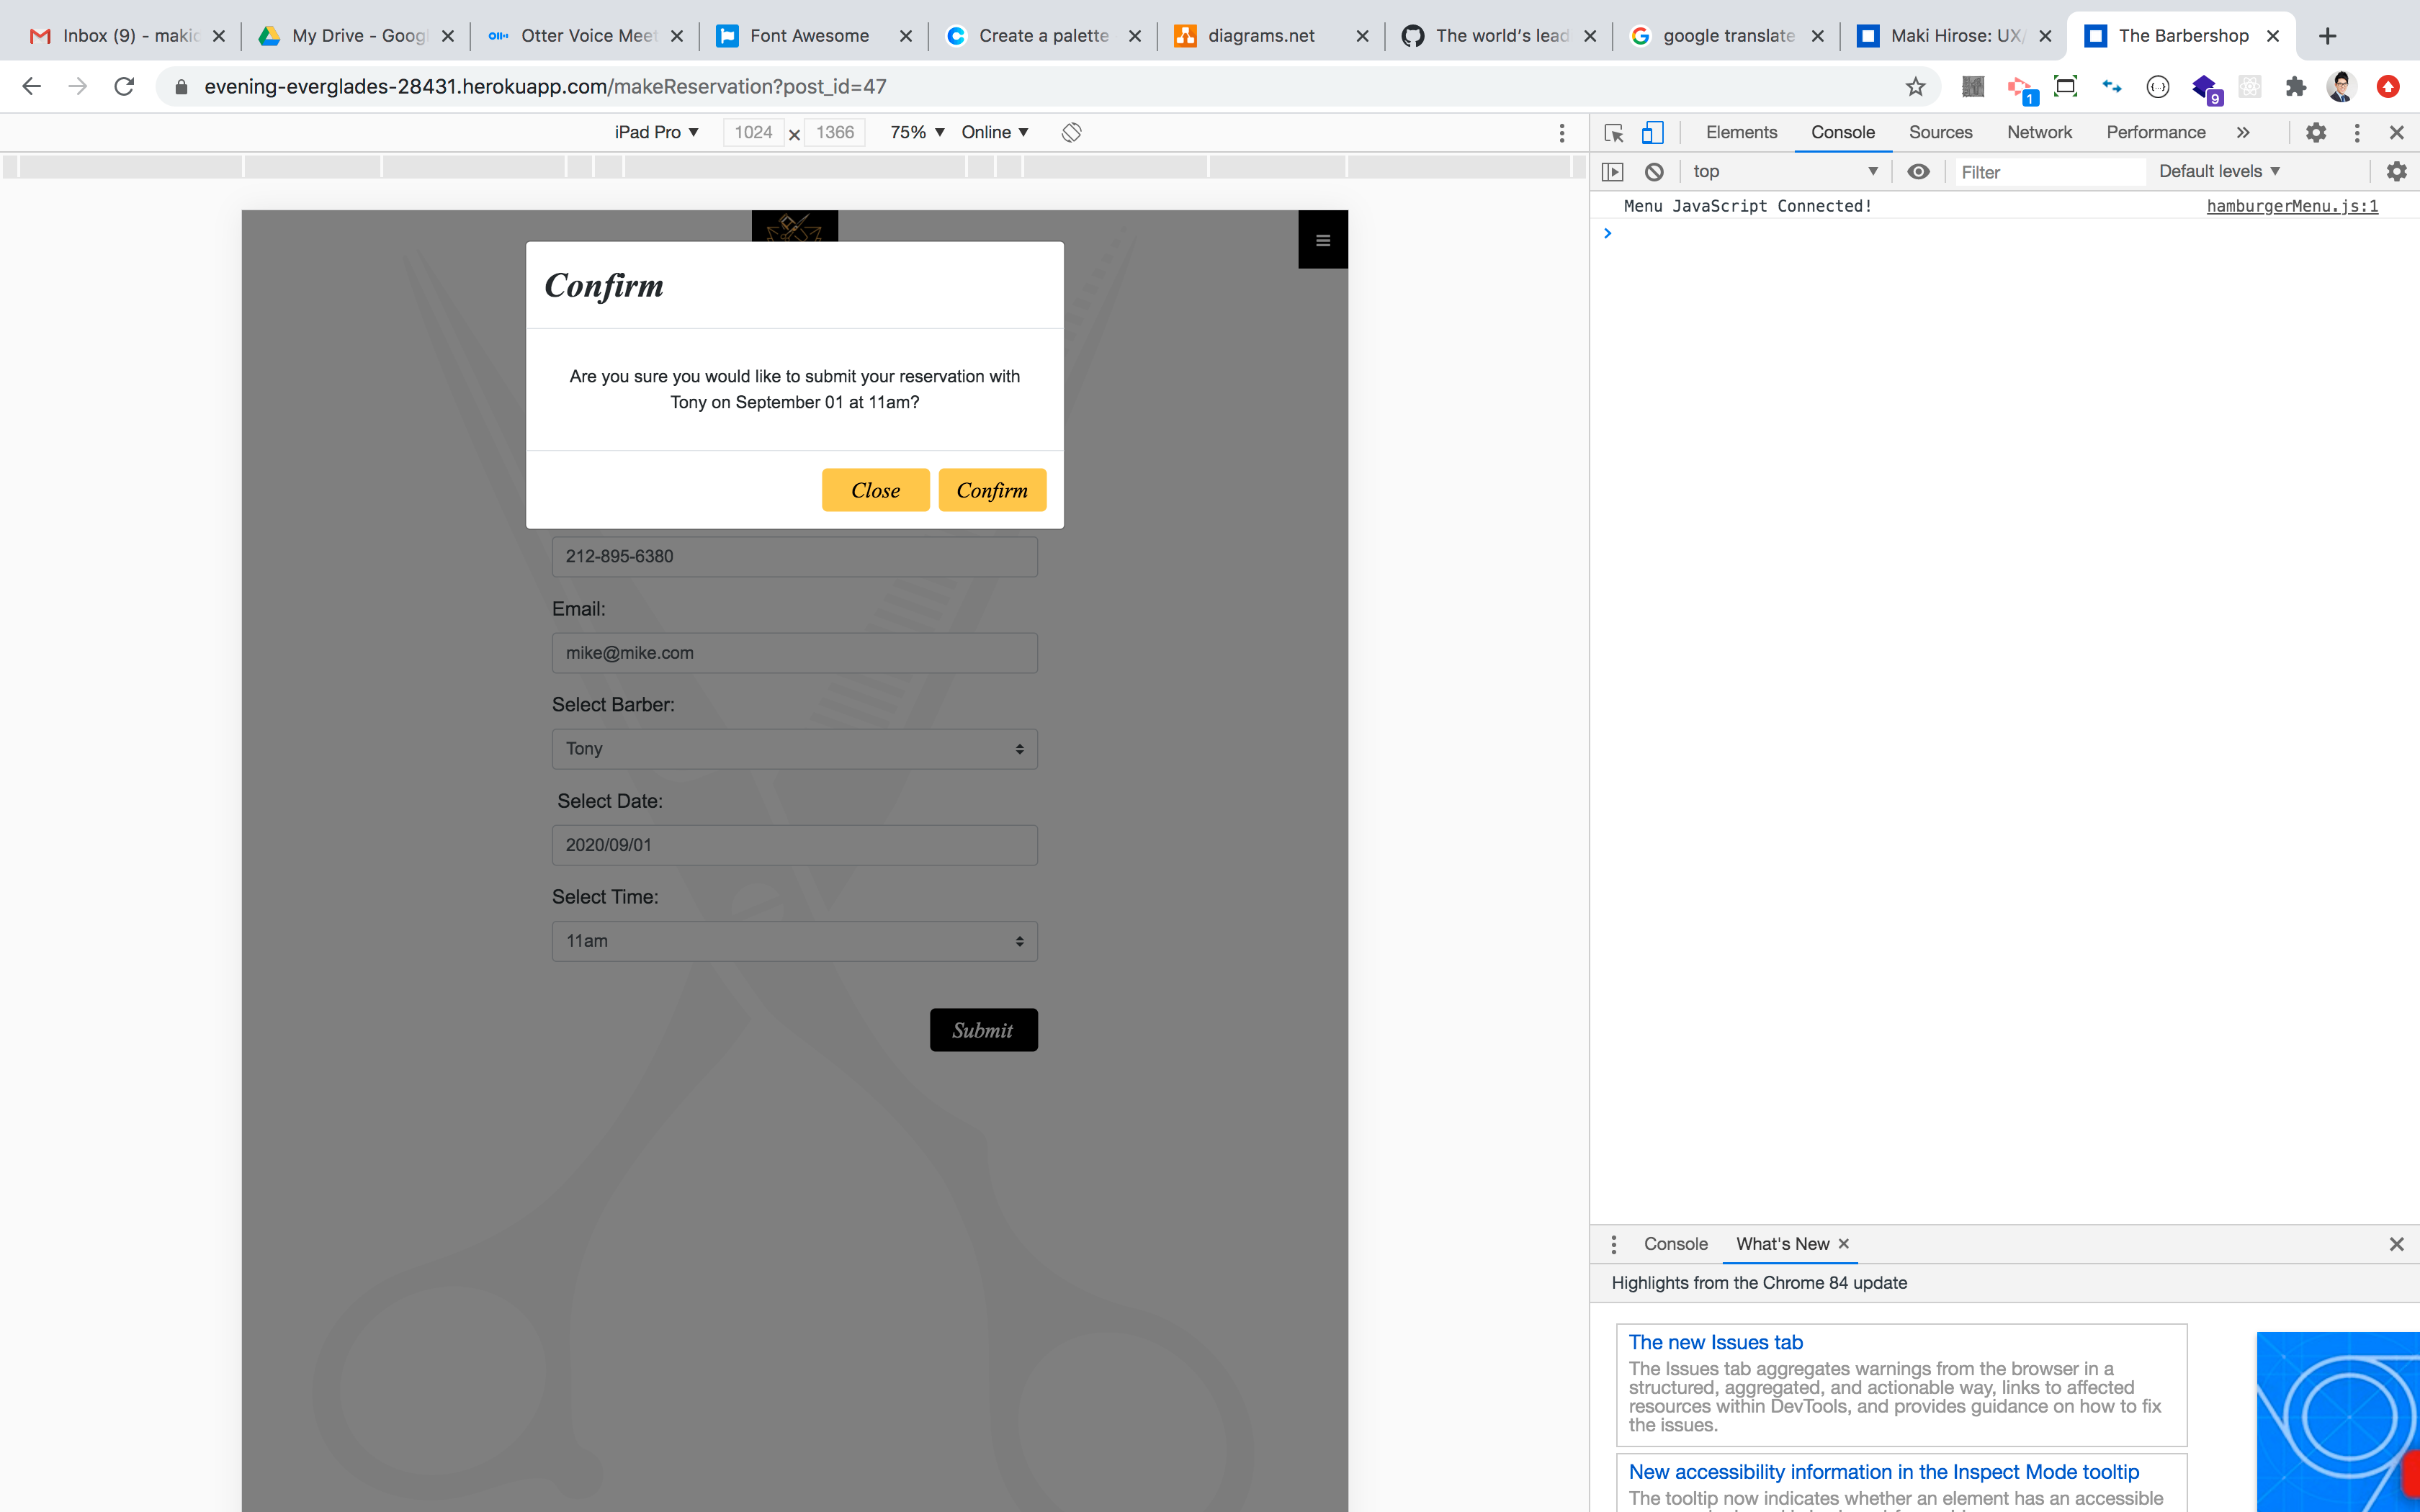 Inbox (9) - makic
My Drive - Googl
Otter Voice Meet
Font Awesome
Create a palette
diagrams.net
The world's lead
google translate
Maki Hirose: UX/
The Barbershop
evening-everglades-28431.herokuapp.com/makeReservation?post_id=47
1
9
iPad Pro ▼ 1024 × 1366 75% ▼ Online ▼
Elements Console Sources Network Performance »
top ▼ Filter Default levels ▼
Menu JavaScript Connected! hamburgerMenu.js:1
Confirm
Are you sure you would like to submit your reservation with
Tony on September 01 at 11am?
Close Confirm
212-895-6380
Email:
mike@mike.com
Select Barber:
Tony
Select Date:
2020/09/01
Select Time:
11am
Submit
Console What's New
Highlights from the Chrome 84 update
The new Issues tab
The Issues tab aggregates warnings from the browser in a
structured, aggregated, and actionable way, links to affected
resources within DevTools, and provides guidance on how to fix
the issues.
New accessibility information in the Inspect Mode tooltip
The tooltip now indicates whether an element has an accessible